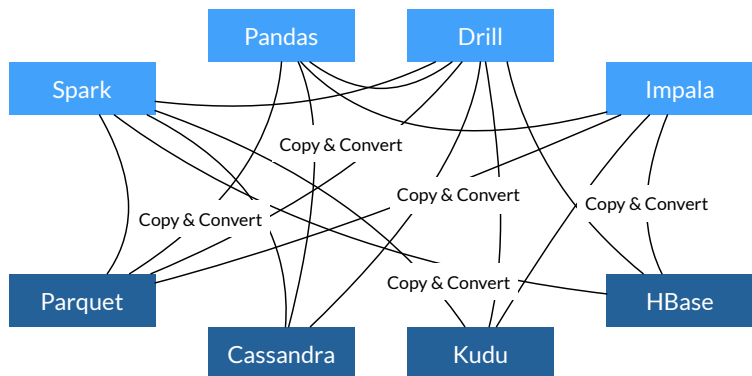 Pandas
Drill
Spark
Impala
Copy & Convert
Copy & Convert
Copy & Convert
Copy & Convert
Copy & Convert
Parquet
HBase
Cassandra
Kudu